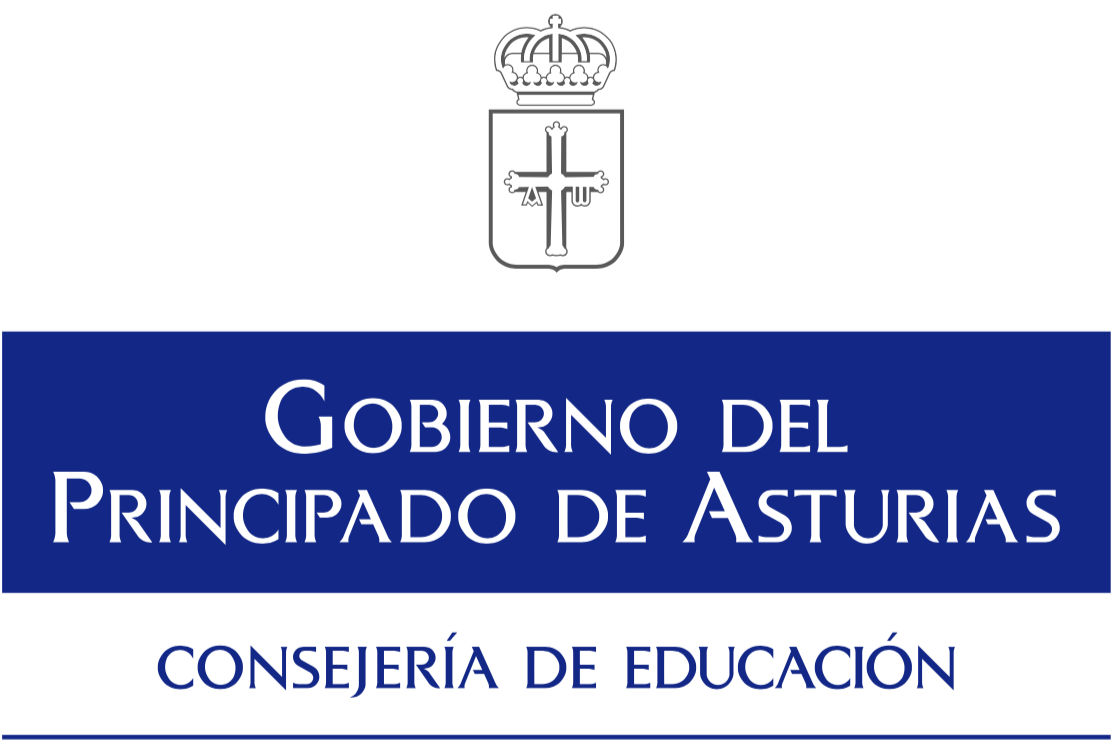 A W
GOBIERNO DEL
PRINCIPADO DE ASTURIAS
CONSEJERÍA DE EDUCACIÓN